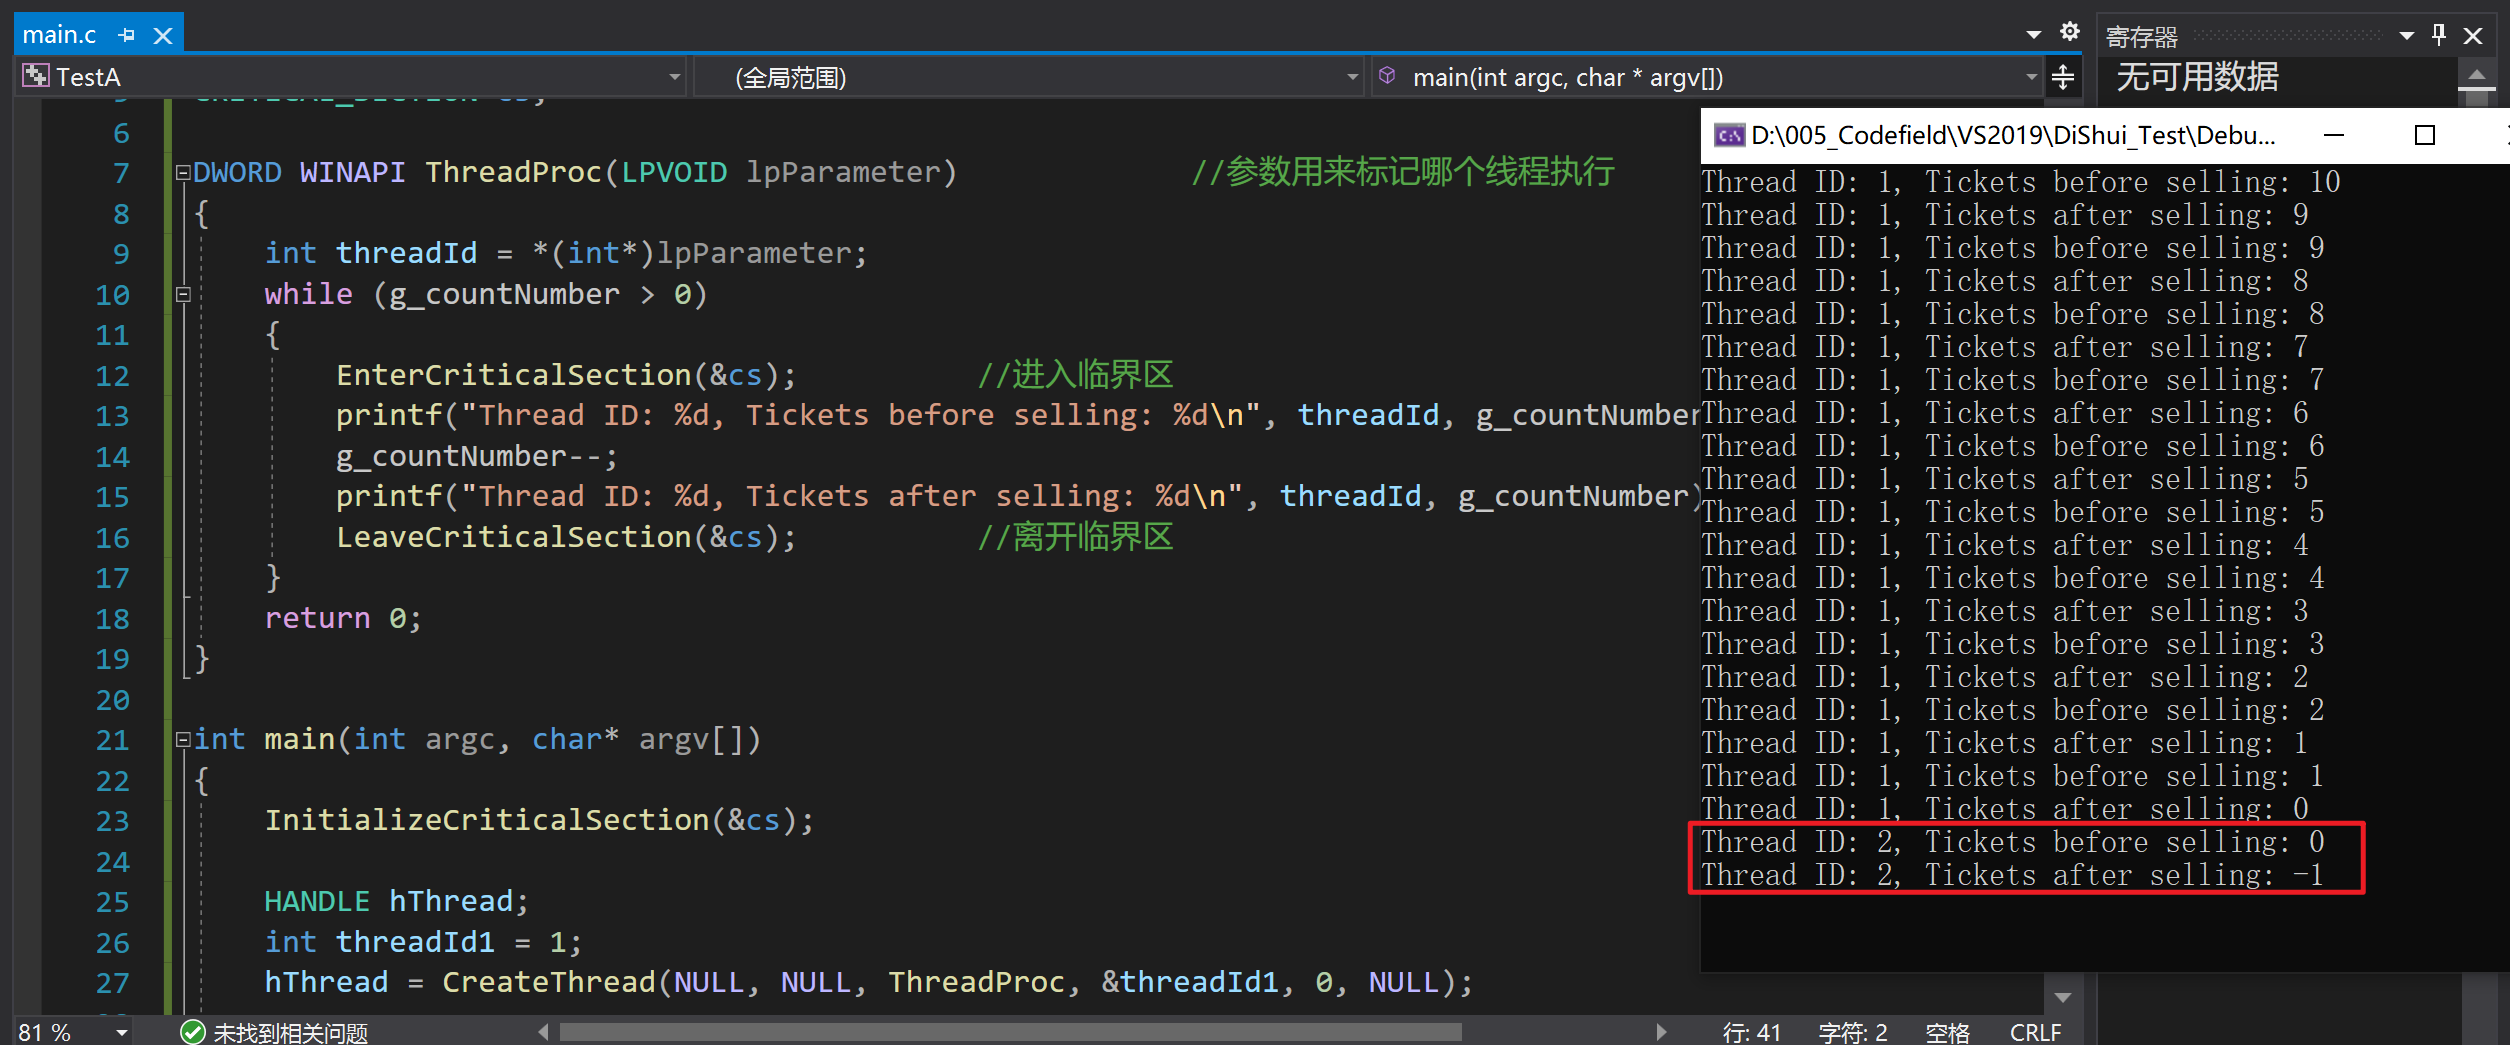 main.c
TestA
(全局范围)
main(int argc, char * argv[])
6
7 DWORD WINAPI ThreadProc(LPVOID lpParameter) //参数用来标记哪个线程执行
8 {
9 int threadId = *(int*)lpParameter;
10 while (g_countNumber > 0)
11 {
12 EnterCriticalSection(&cs); //进入临界区
13 printf("Thread ID: %d, Tickets before selling: %d\n", threadId, g_countNumber
14 g_countNumber--;
15 printf("Thread ID: %d, Tickets after selling: %d\n", threadId, g_countNumber)
16 LeaveCriticalSection(&cs); //离开临界区
17 }
18 return 0;
19 }
20
21 int main(int argc, char* argv[])
22 {
23 InitializeCriticalSection(&cs);
24
25 HANDLE hThread;
26 int threadId1 = 1;
27 hThread = CreateThread(NULL, NULL, ThreadProc, &threadId1, 0, NULL);
81 %
未找到相关问题
行: 41
字符: 2
空格
CRLF
寄存器
无可用数据
D:\005_Codefield\VS2019\DiShui_Test\Debu...
Thread ID: 1, Tickets before selling: 10
Thread ID: 1, Tickets after selling: 9
Thread ID: 1, Tickets before selling: 9
Thread ID: 1, Tickets after selling: 8
Thread ID: 1, Tickets before selling: 8
Thread ID: 1, Tickets after selling: 7
Thread ID: 1, Tickets before selling: 7
Thread ID: 1, Tickets after selling: 6
Thread ID: 1, Tickets before selling: 6
Thread ID: 1, Tickets after selling: 5
Thread ID: 1, Tickets before selling: 5
Thread ID: 1, Tickets after selling: 4
Thread ID: 1, Tickets before selling: 4
Thread ID: 1, Tickets after selling: 3
Thread ID: 1, Tickets before selling: 3
Thread ID: 1, Tickets after selling: 2
Thread ID: 1, Tickets before selling: 2
Thread ID: 1, Tickets after selling: 1
Thread ID: 1, Tickets before selling: 1
Thread ID: 1, Tickets after selling: 0
Thread ID: 2, Tickets before selling: 0
Thread ID: 2, Tickets after selling: -1